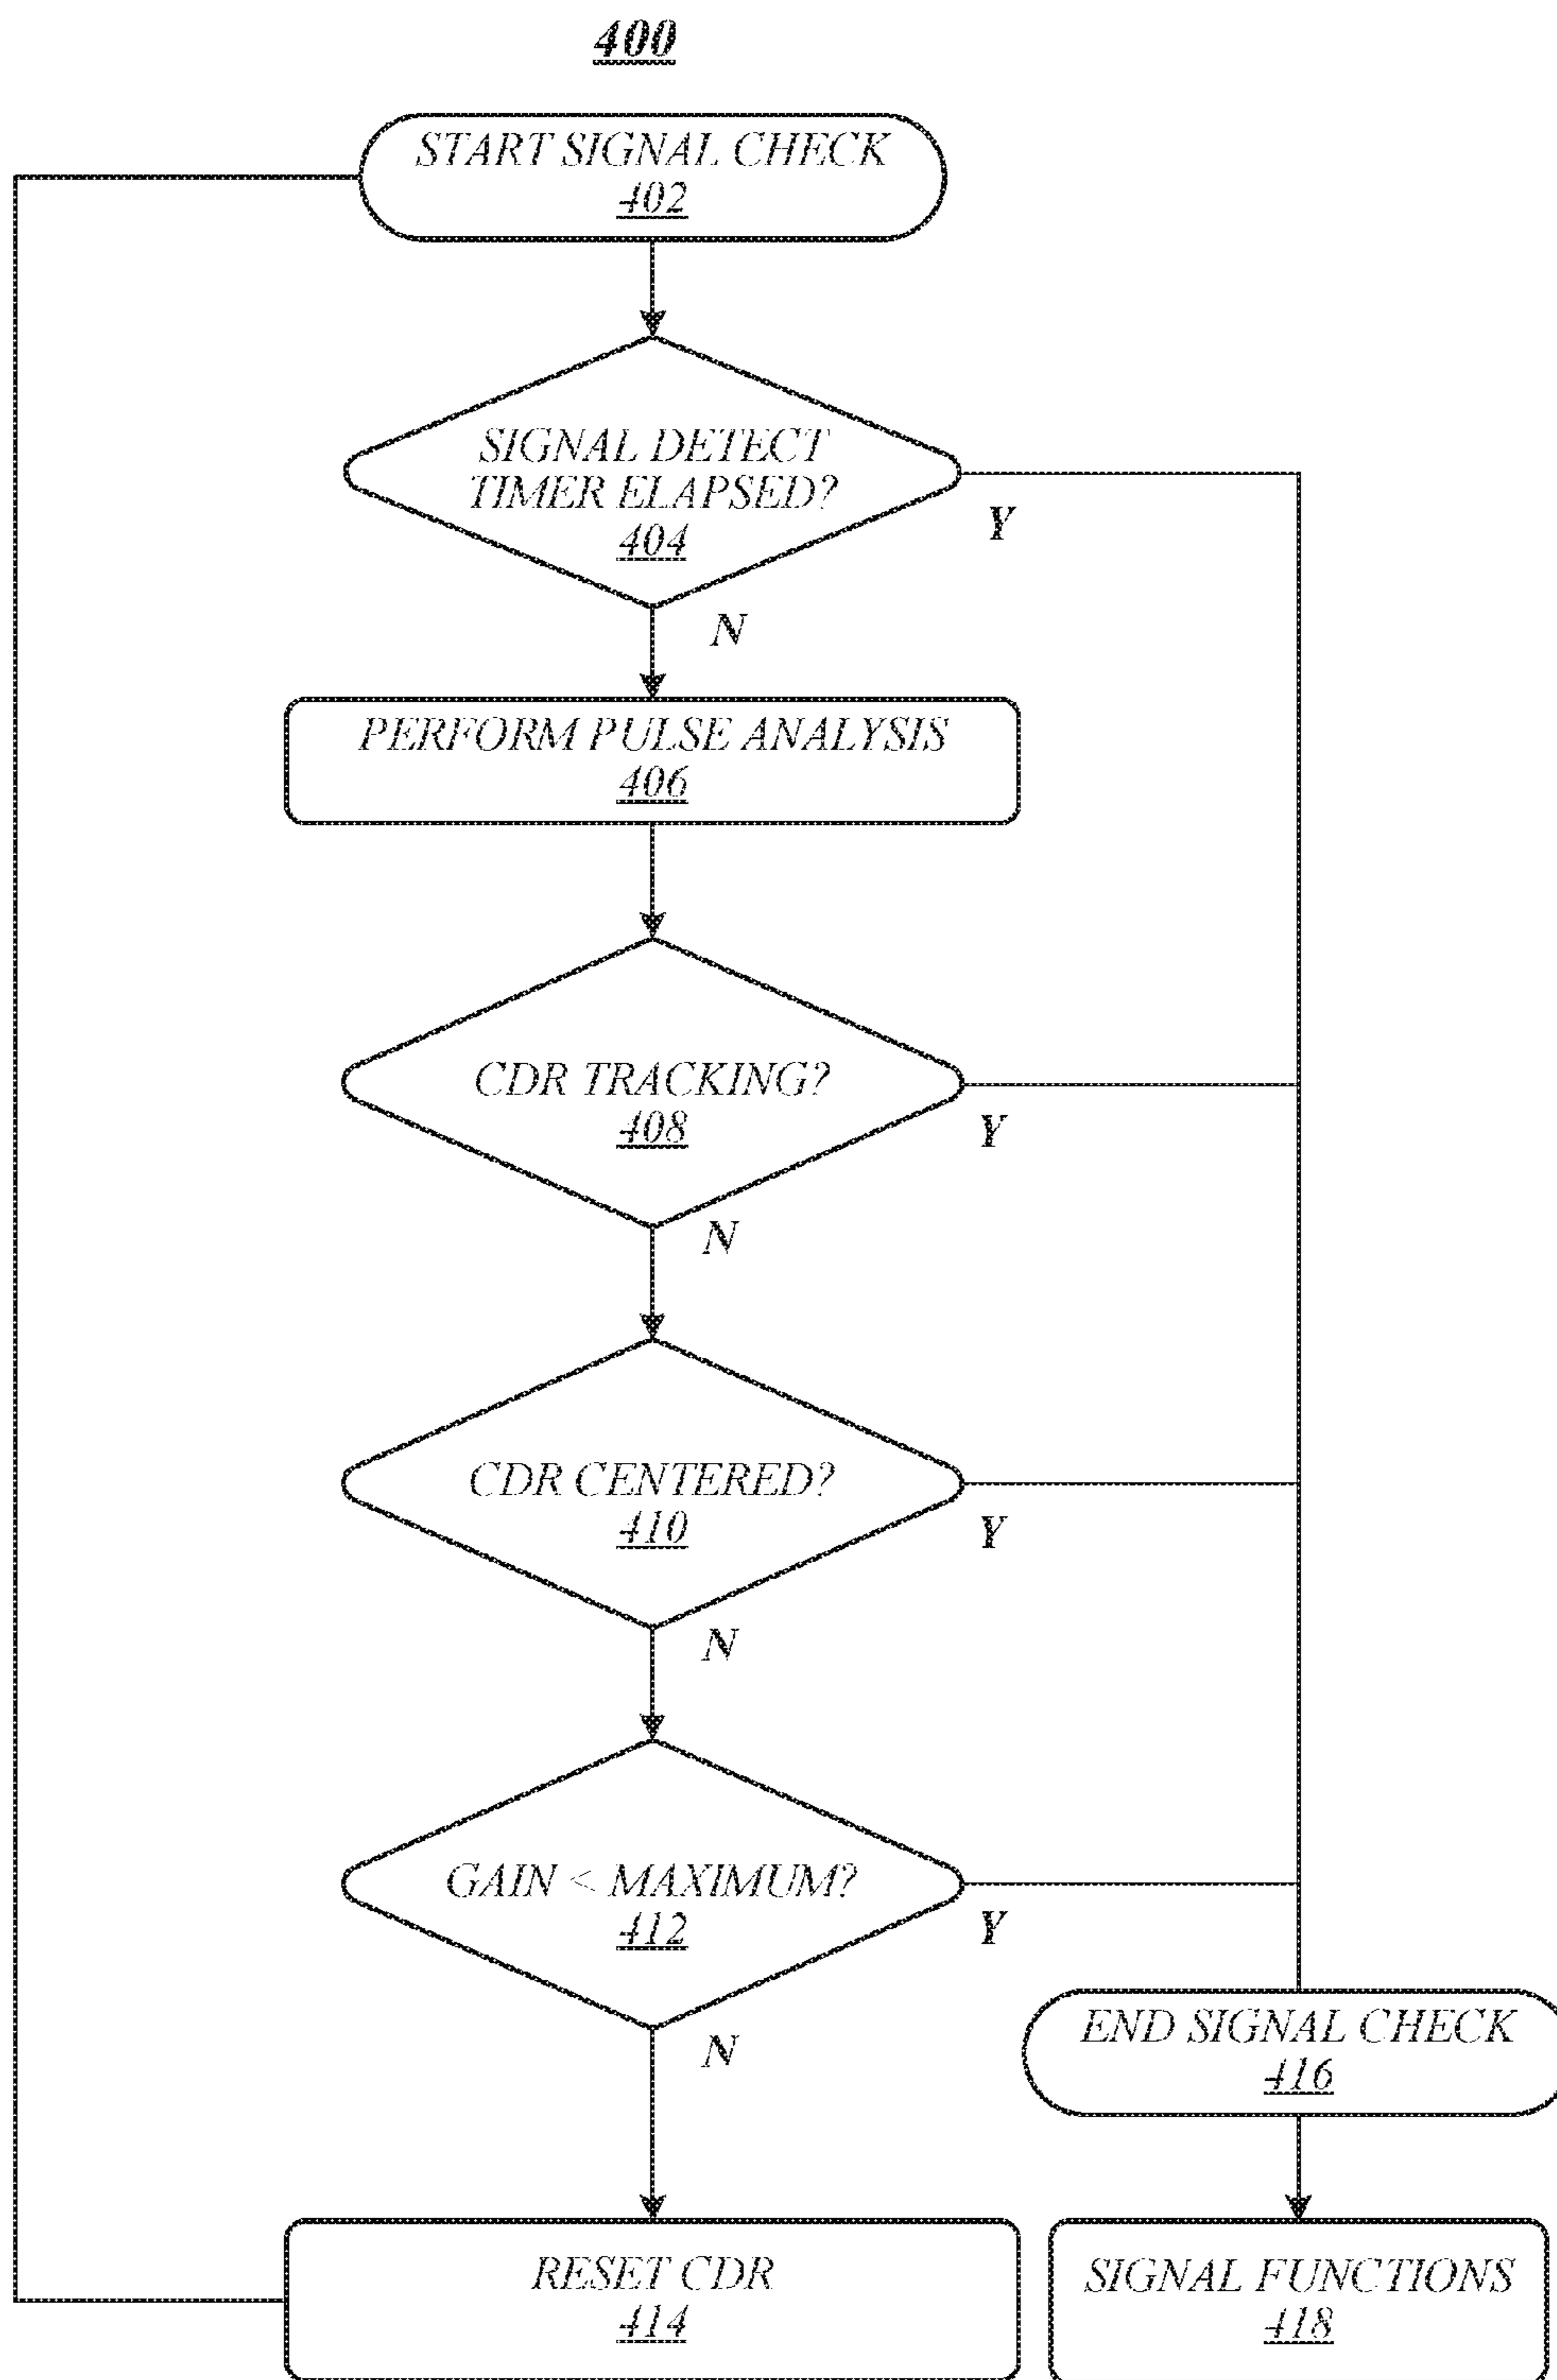 400
START SIGNAL CHECK
402
SIGNAL DETECT
TIMER ELAPSED?
404
Y
N
PERFORM PULSE ANALYSIS
406
CDR TRACKING?
408
Y
N
CDR CENTERED?
410
Y
N
GAIN < MAXIMUM?
412
Y
N
END SIGNAL CHECK
416
RESET CDR
414
SIGNAL FUNCTIONS
418